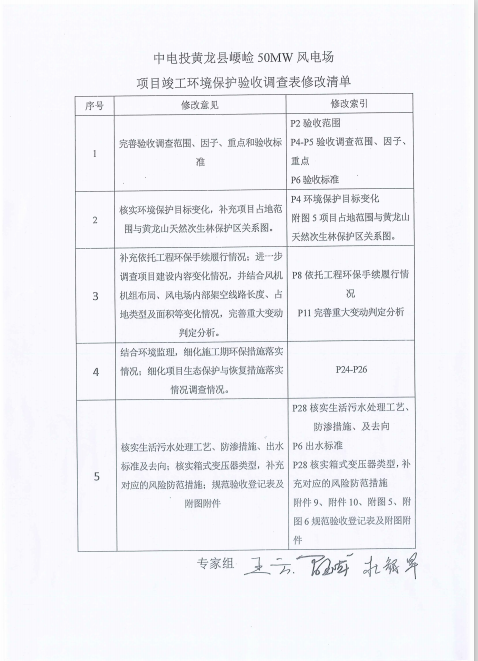 中电投黄龙县崾崄 50MW 风电场
项目竣工环境保护验收调查表修改清单
序号
修改意见
修改索引
1
完善验收调查范围、因子、重点和验收标
准
P2 验收范围
P4-P5 验收调查范围、因子、
重点
P6 验收标准
2
核实环境保护目标变化，补充项目占地范
围与黄龙山天然次生林保护区关系图。
P4 环境保护目标变化
附图 5 项目占地范围与黄龙山
天然次生林保护区关系图。
3
补充依托工程环保手续履行情况；进一步
调查项目建设内容变化情况，并结合风机
机组布局、风电场内部架空线路长度、占
地类型及面积等变化情况，完善重大变动
判定分析。
P8 依托工程环保手续履行情
况
P11 完善重大变动判定分析
4
结合环境监理，细化施工期环保措施落实
情况；细化项目生态保护与恢复措施落实
情况调查情况。
P24-P26
5
核实生活污水处理工艺、防渗措施、出水
标准及去向；核实箱式变压器类型，补充
对应的风险防范措施；规范验收登记表及
附图附件
P28 核实生活污水处理工艺、
防渗措施、及去向
P6 出水标准
P28 核实箱式变压器类型，补
充对应的风险防范措施
附件 9、附件 10、附图 5、附
图 6 规范验收登记表及附图附
件
专家组 王云